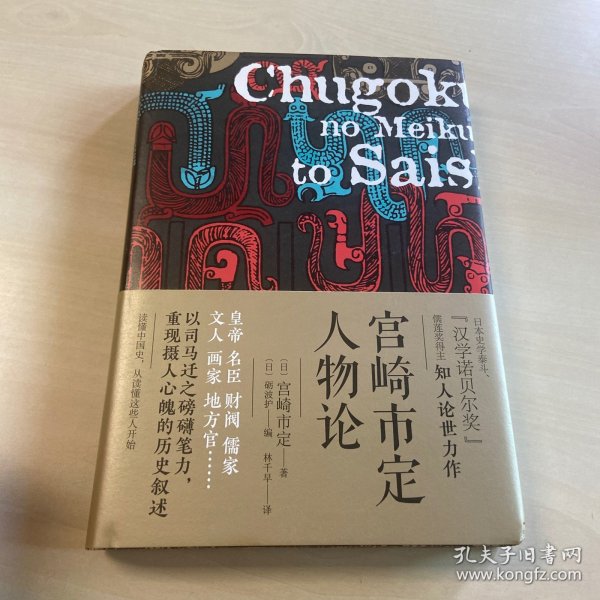 Chugok
no Meiku
to Sais
日本史学泰斗、
『汉学诺贝尔奖』
儒莲奖得主 知人论世力作
宫崎市定
人物论
〔日〕宫崎市定 — 著
〔日〕砺波护 — 编 林千早 — 译
皇帝 名臣 财阀 儒家
文人 画家 地方官……
以司马迁之磅礴笔力，
重现摄人心魄的历史叙述
读懂中国史，从读懂这些人开始
孔夫子旧书网
www.kongfz.com